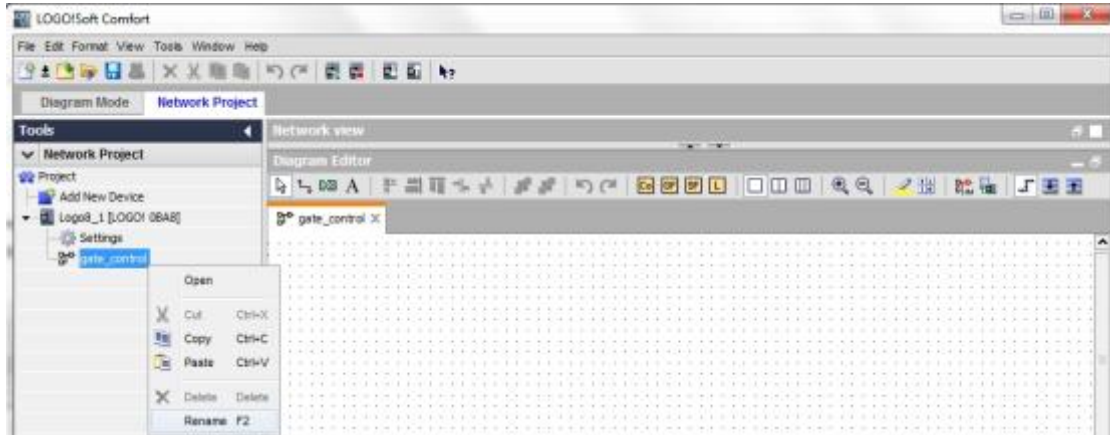 LOGO!Soft Comfort
File Edit Format View Tools Window Help
Diagram Mode Network Project
Tools
Network view
Network Project
Diagram Editor
Project
Add New Device
Logo8_1 [LOGO! 0BA8]
gate_control
Settings
gate_control
Open
Cut Ctrl+X
Copy Ctrl+C
Paste Ctrl+V
Delete Delete
Rename F2